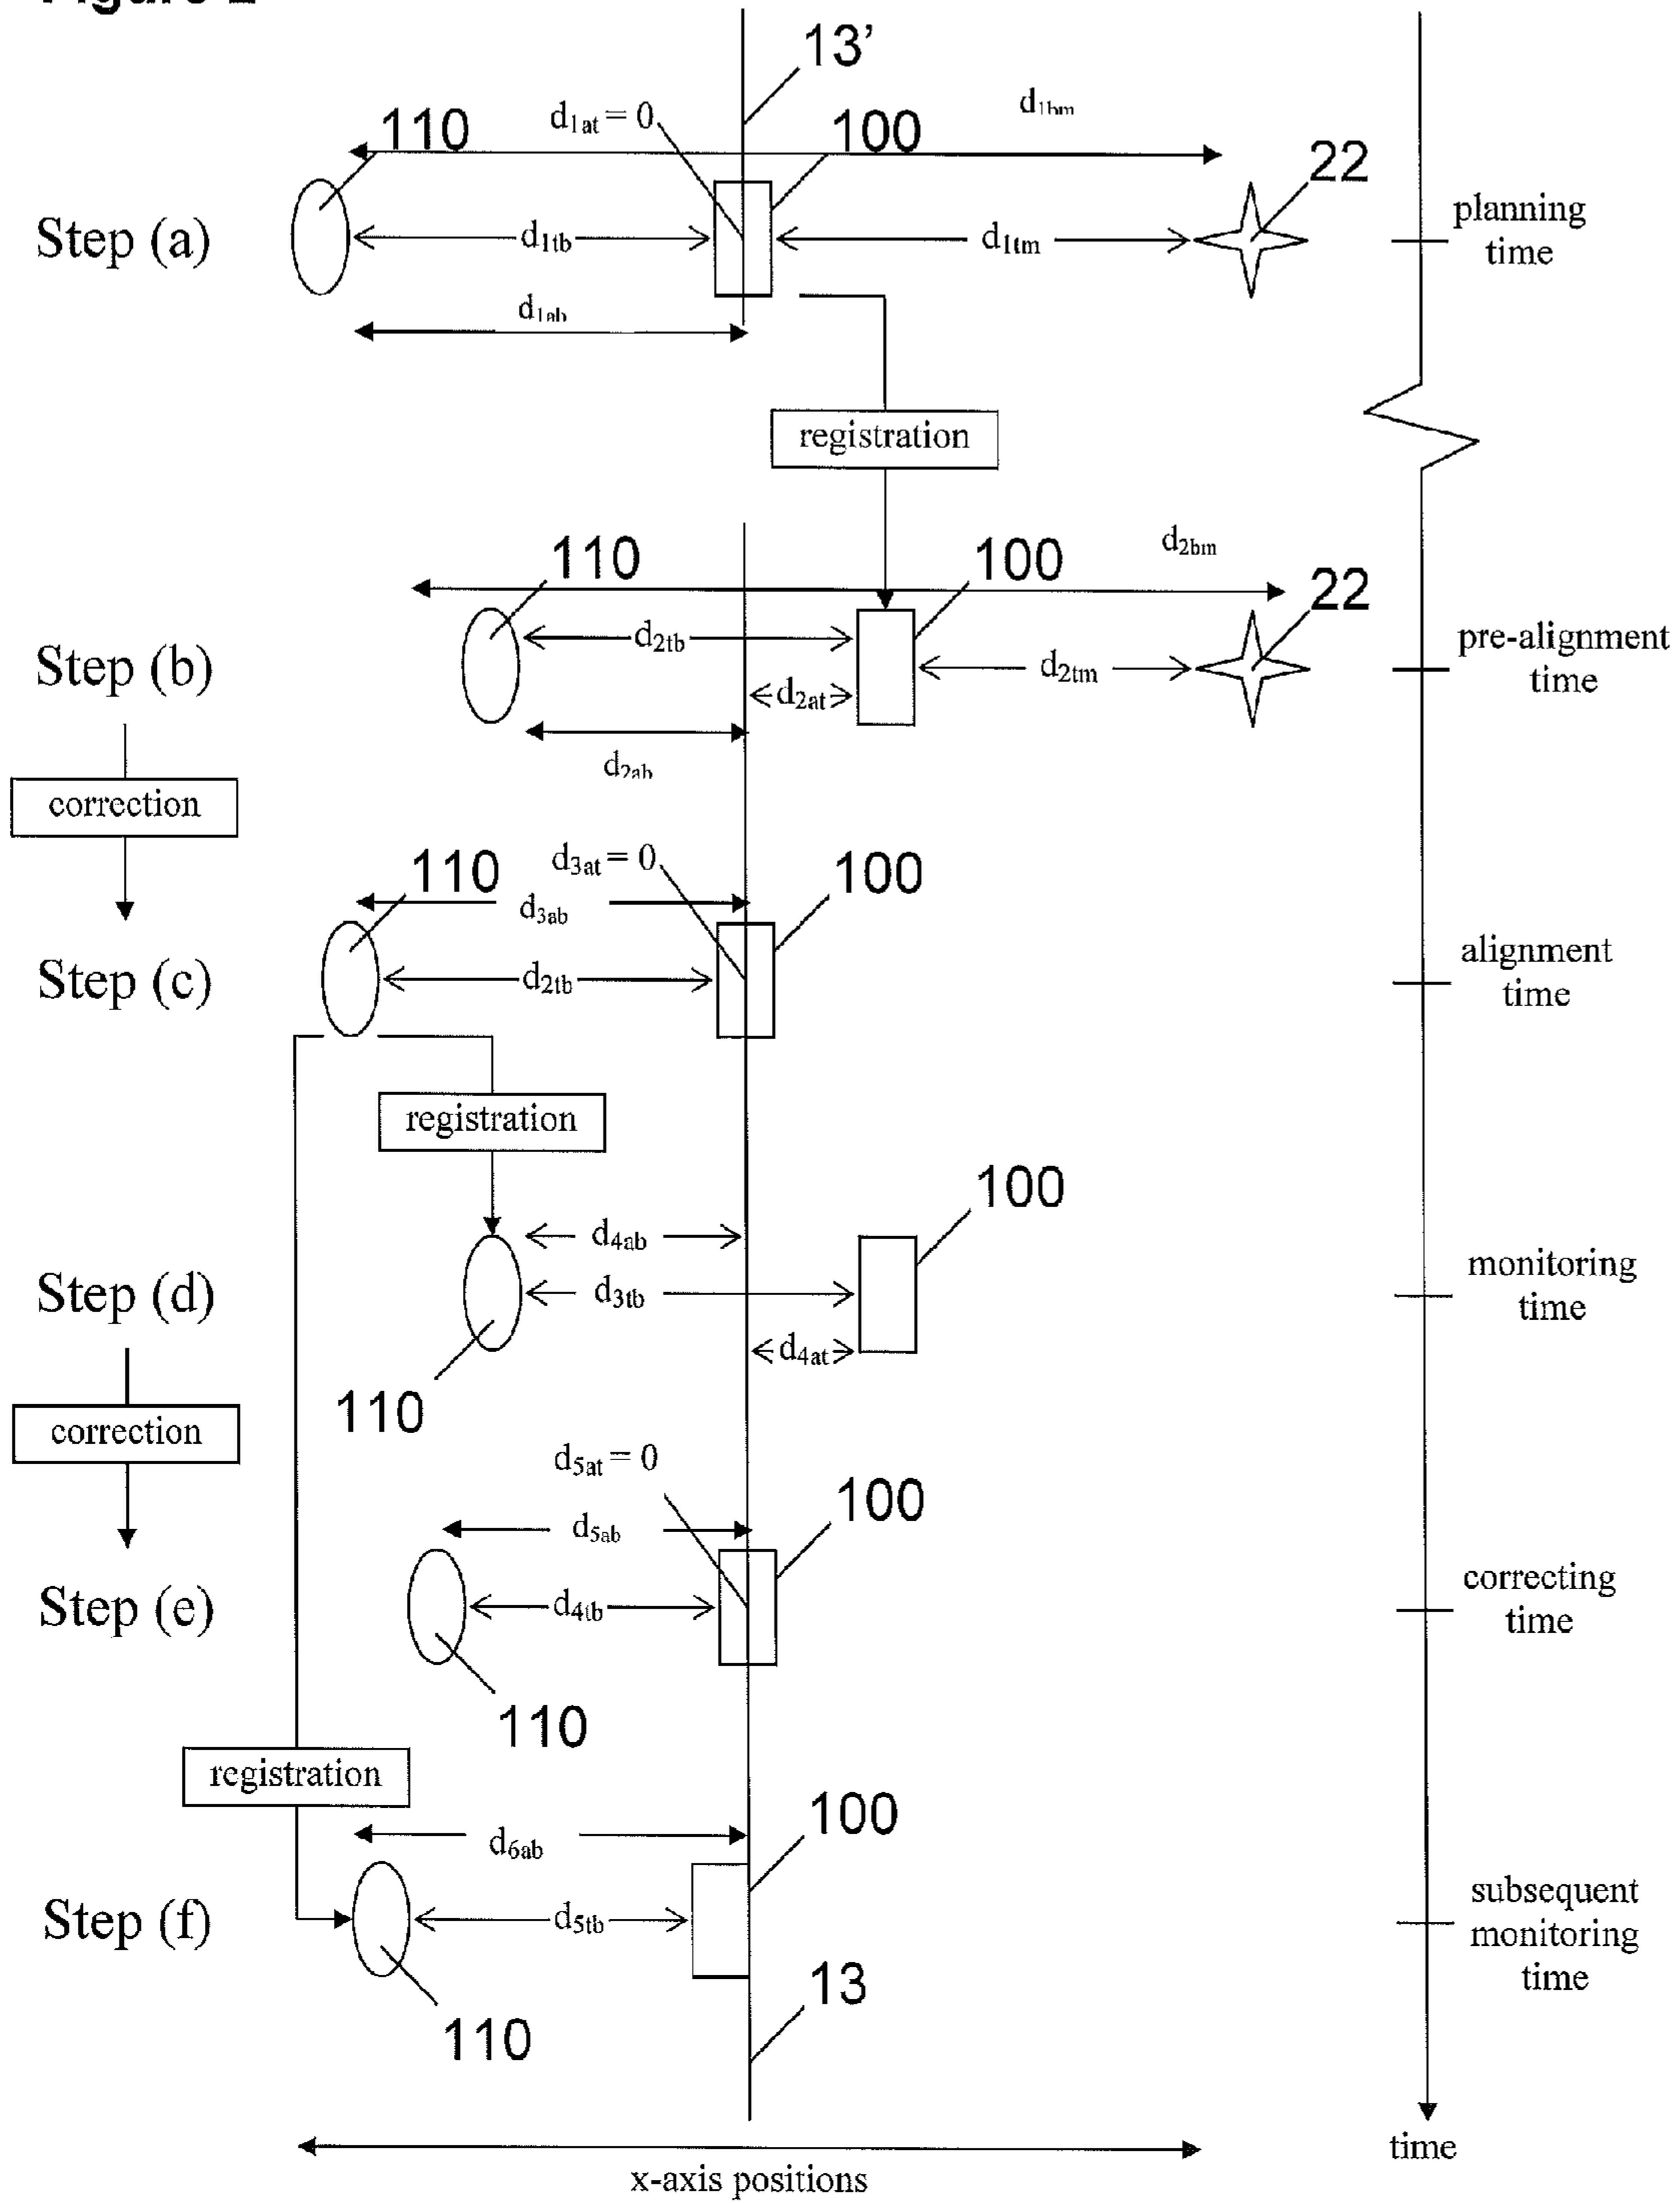 13'
d1bm
110
d1at = 0
100
22
Step (a)
d1tb
d1tm
planning
time
d1ab
registration
d2bm
110
100
22
Step (b)
d2tb
d2tm
pre-alignment
time
d2at
d2ab
correction
d3at = 0
110
100
d3ab
Step (c)
d2tb
alignment
time
registration
100
d4ab
Step (d)
d3tb
monitoring
time
d4at
110
correction
d5at = 0
100
d5ab
Step (e)
d4tb
correcting
time
110
registration
100
d6ab
Step (f)
d5tb
subsequent
monitoring
time
13
110
time
x-axis positions